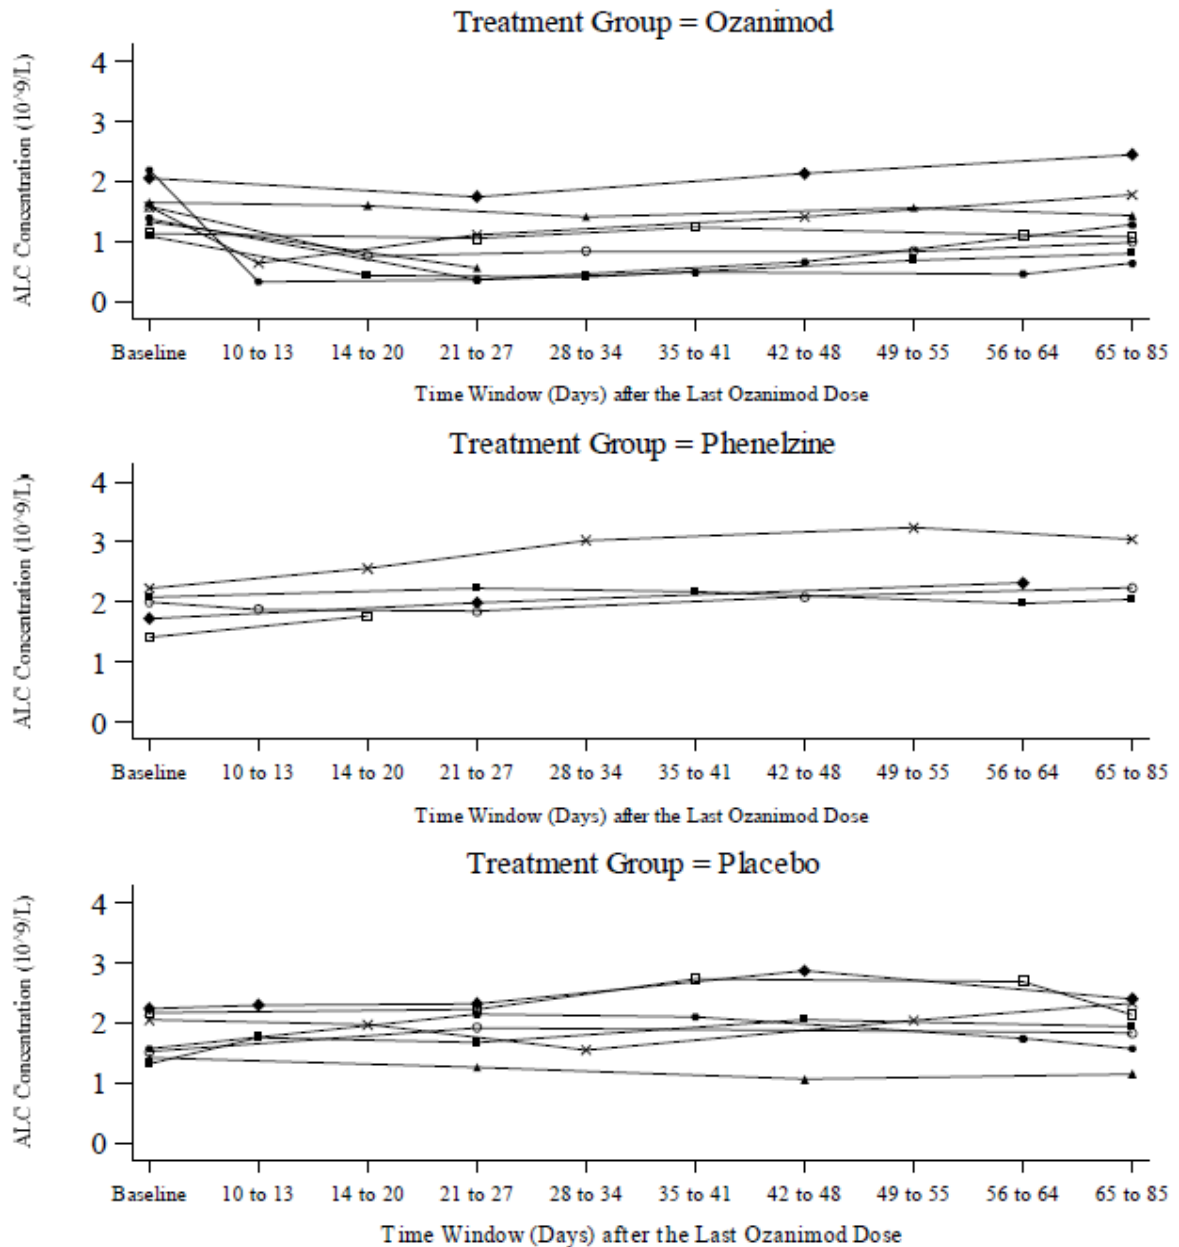 Treatment Group = Ozanimod
ALC Concentration (10^9/L)
4
3
2
1
0
Baseline 10 to 13 14 to 20 21 to 27 28 to 34 35 to 41 42 to 48 49 to 55 56 to 64 65 to 85
Time Window (Days) after the Last Ozanimod Dose
Treatment Group = Phenelzine
ALC Concentration (10^9/L)
4
3
2
1
0
Baseline 10 to 13 14 to 20 21 to 27 28 to 34 35 to 41 42 to 48 49 to 55 56 to 64 65 to 85
Time Window (Days) after the Last Ozanimod Dose
Treatment Group = Placebo
ALC Concentration (10^9/L)
4
3
2
1
0
Baseline 10 to 13 14 to 20 21 to 27 28 to 34 35 to 41 42 to 48 49 to 55 56 to 64 65 to 85
Time Window (Days) after the Last Ozanimod Dose